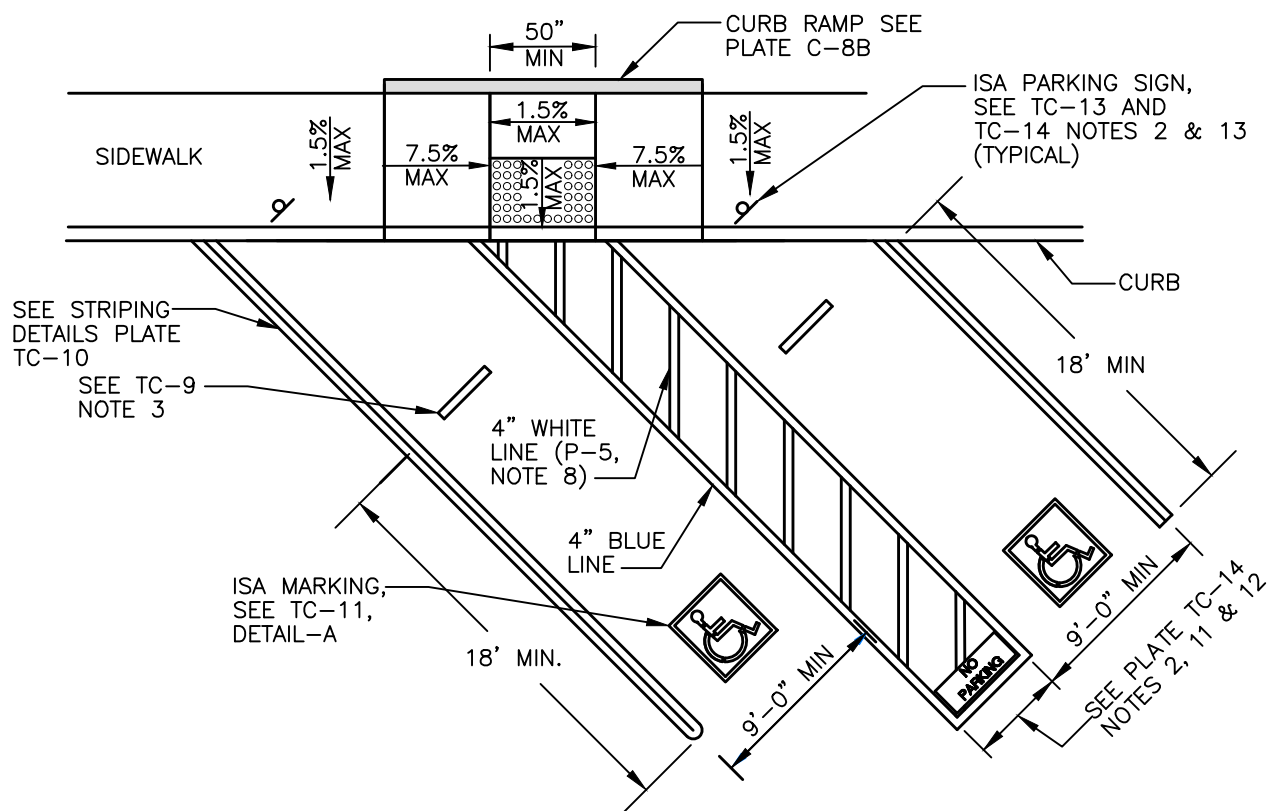 50”
MIN
CURB RAMP SEE
PLATE C-8B
ISA PARKING SIGN,
SEE TC-13 AND
TC-14 NOTES 2 & 13
(TYPICAL)
SIDEWALK
1.5%
MAX
7.5%
MAX
1.5%
MAX
1.5%
MAX
7.5%
MAX
1.5%
MAX
CURB
SEE STRIPING
DETAILS PLATE
TC-10
SEE TC-9
NOTE 3
18’ MIN
4” WHITE
LINE (P-5,
NOTE 8)
4” BLUE
LINE
ISA MARKING,
SEE TC-11,
DETAIL-A
18’ MIN.
9’-0” MIN
NO
PARKING
9’-0” MIN
SEE PLATE TC-14
NOTES 2, 11 & 12